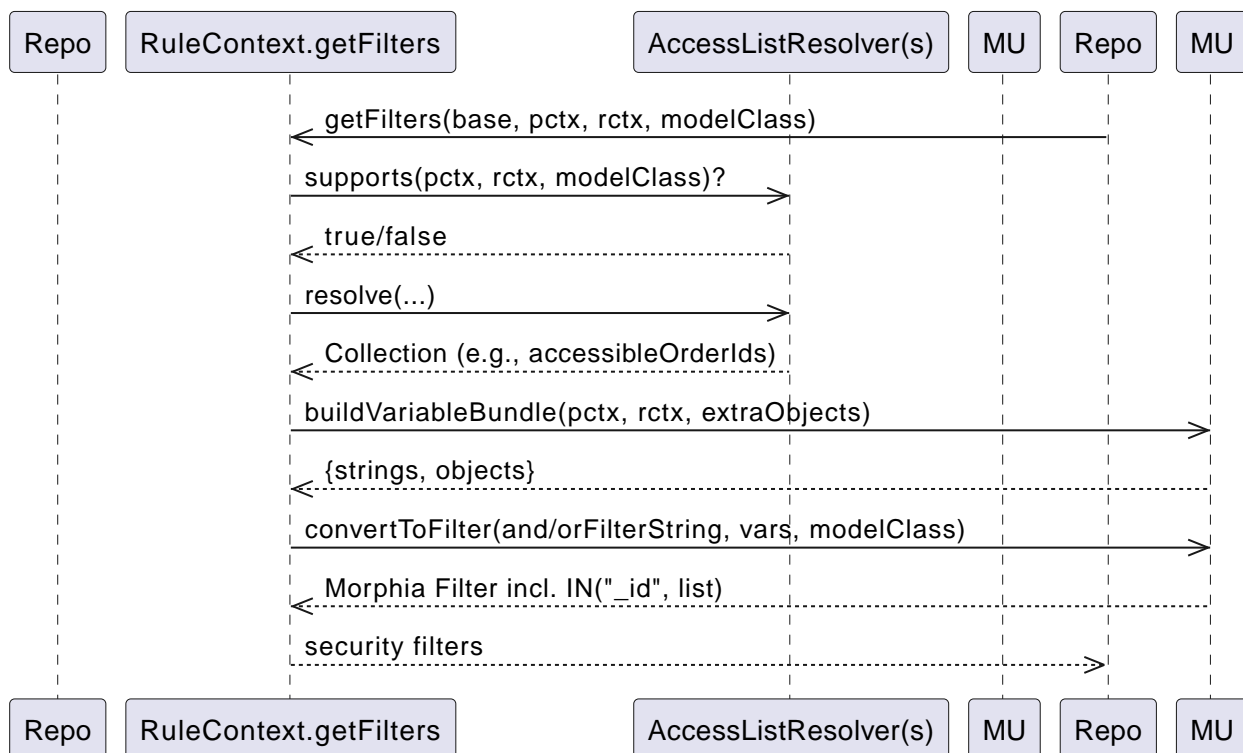 Repo
RuleContext.getFilters
AccessListResolver(s)
MU
Repo
MU
getFilters(base, pctx, rctx, modelClass)
supports(pctx, rctx, modelClass)?
true/false
resolve(...)
Collection (e.g., accessibleOrderIds)
buildVariableBundle(pctx, rctx, extraObjects)
{strings, objects}
convertToFilter(and/orFilterString, vars, modelClass)
Morphia Filter incl. IN("_id", list)
security filters
Repo
RuleContext.getFilters
AccessListResolver(s)
MU
Repo
MU